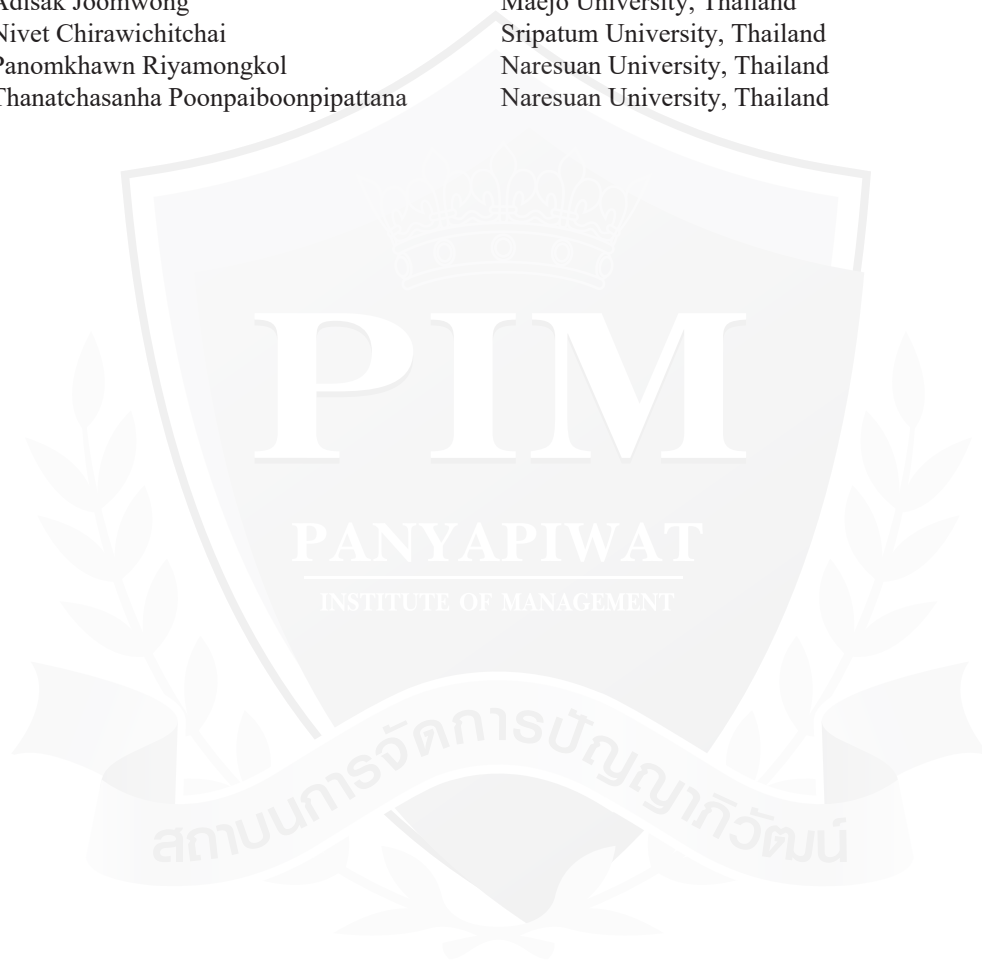 Adisak Joomwong Maejo University, Thailand
Nivet Chirawichitchai Sripatum University, Thailand
Panomkhawn Riyamongkol Naresuan University, Thailand
Thanatchasanha Poonpaiboonpipattana Naresuan University, Thailand
PIM
PANYAPIWAT
INSTITUTE OF MANAGEMENT
สถาบันการจัดการปัญญาภิวัฒน์